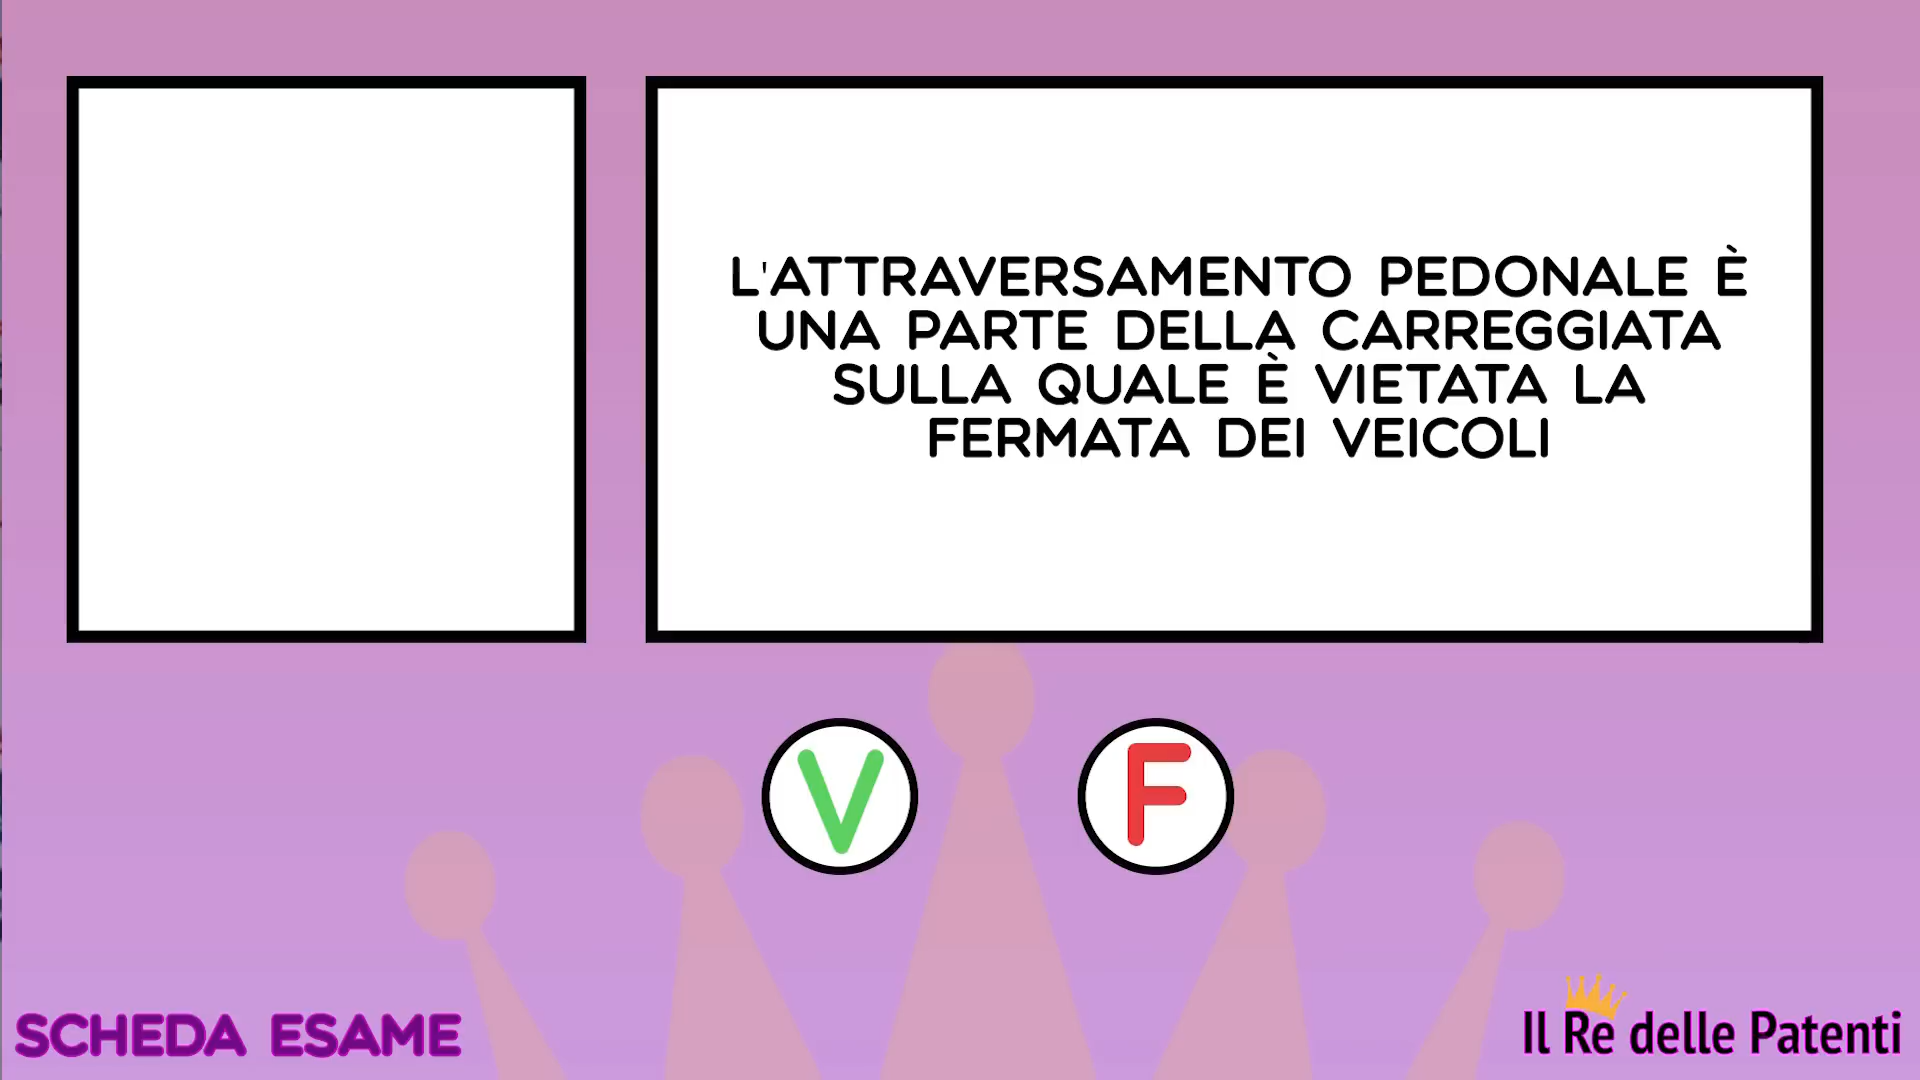 L'ATTRAVERSAMENTO PEDONALE È
UNA PARTE DELLA CARREGGIATA
SULLA QUALE È VIETATA LA
FERMATA DEI VEICOLI
V
F
SCHEDA ESAME
Il Re delle Patenti